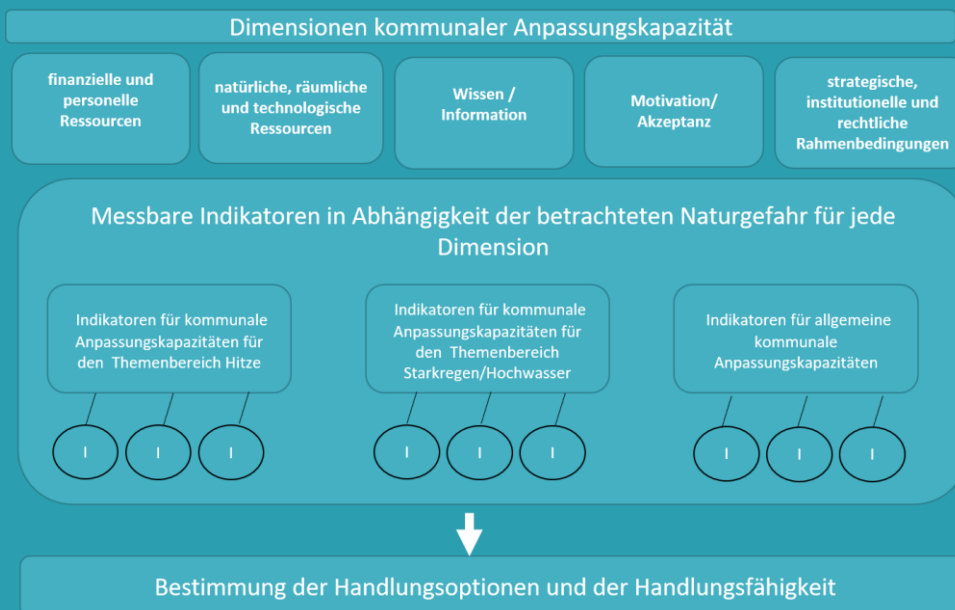 Dimensionen kommunaler Anpassungskapazität
finanzielle und
personelle
Ressourcen
natürliche, räumliche
und technologische
Ressourcen
Wissen /
Information
Motivation/
Akzeptanz
strategische,
institutionelle und
rechtliche
Rahmenbedingungen
Messbare Indikatoren in Abhängigkeit der betrachteten Naturgefahr für jede
Dimension
Indikatoren für kommunale
Anpassungskapazitäten für
den Themenbereich Hitze
Indikatoren für kommunale
Anpassungskapazitäten für
den Themenbereich
Starkregen/Hochwasser
Indikatoren für allgemeine
kommunale
Anpassungskapazitäten
I I I I I I I I I
Bestimmung der Handlungsoptionen und der Handlungsfähigkeit